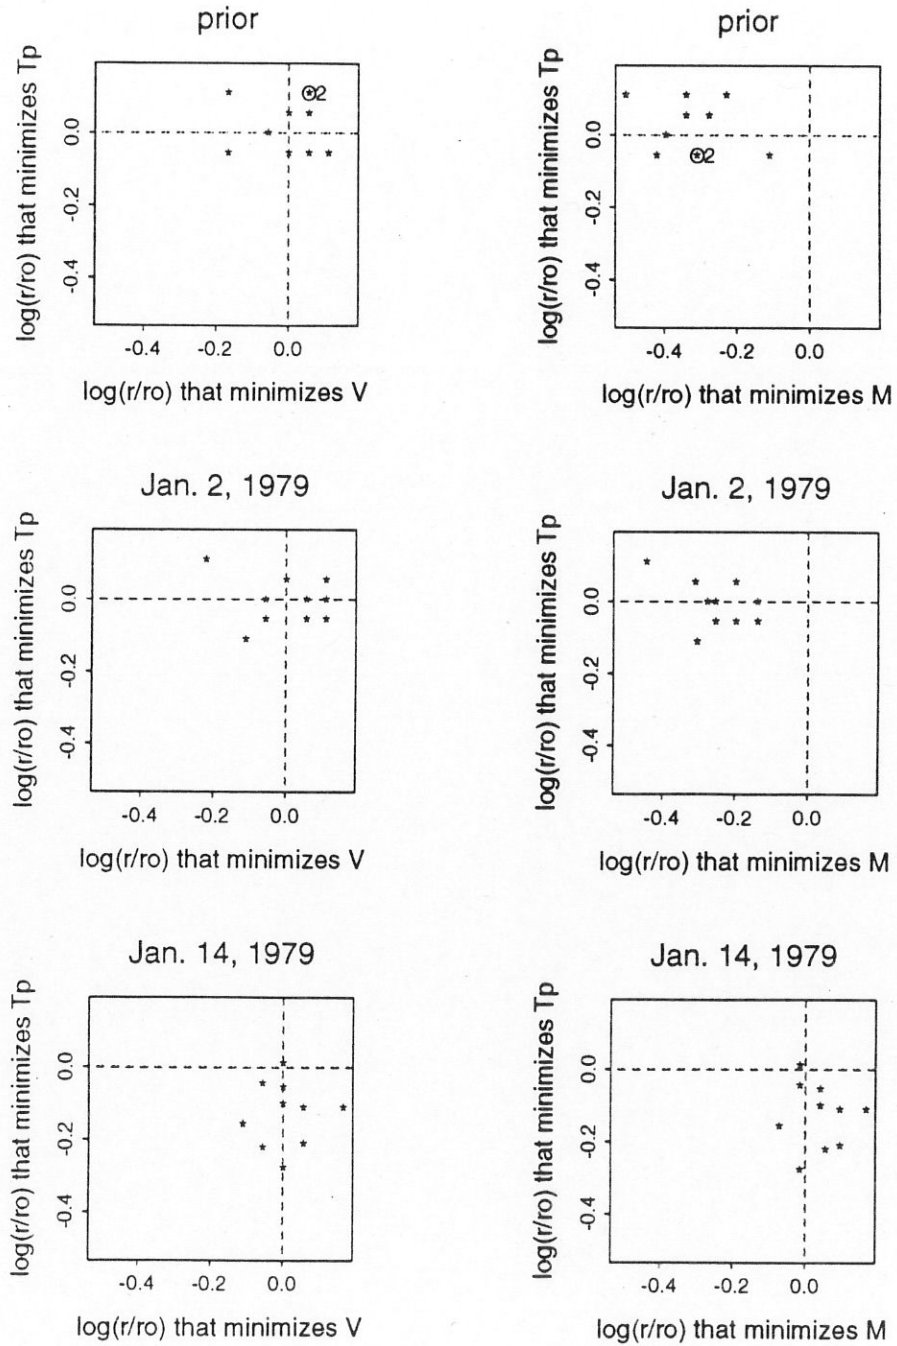 prior
log(r/ro) that minimizes Tp
0.0
-0.2
-0.4
2
-0.4 -0.2 0.0
log(r/ro) that minimizes V
prior
log(r/ro) that minimizes Tp
0.0
-0.2
-0.4
2
-0.4 -0.2 0.0
log(r/ro) that minimizes M
Jan. 2, 1979
log(r/ro) that minimizes Tp
0.0
-0.2
-0.4
-0.4 -0.2 0.0
log(r/ro) that minimizes V
Jan. 2, 1979
log(r/ro) that minimizes Tp
0.0
-0.2
-0.4
-0.4 -0.2 0.0
log(r/ro) that minimizes M
Jan. 14, 1979
log(r/ro) that minimizes Tp
0.0
-0.2
-0.4
-0.4 -0.2 0.0
log(r/ro) that minimizes V
Jan. 14, 1979
log(r/ro) that minimizes Tp
0.0
-0.2
-0.4
-0.4 -0.2 0.0
log(r/ro) that minimizes M